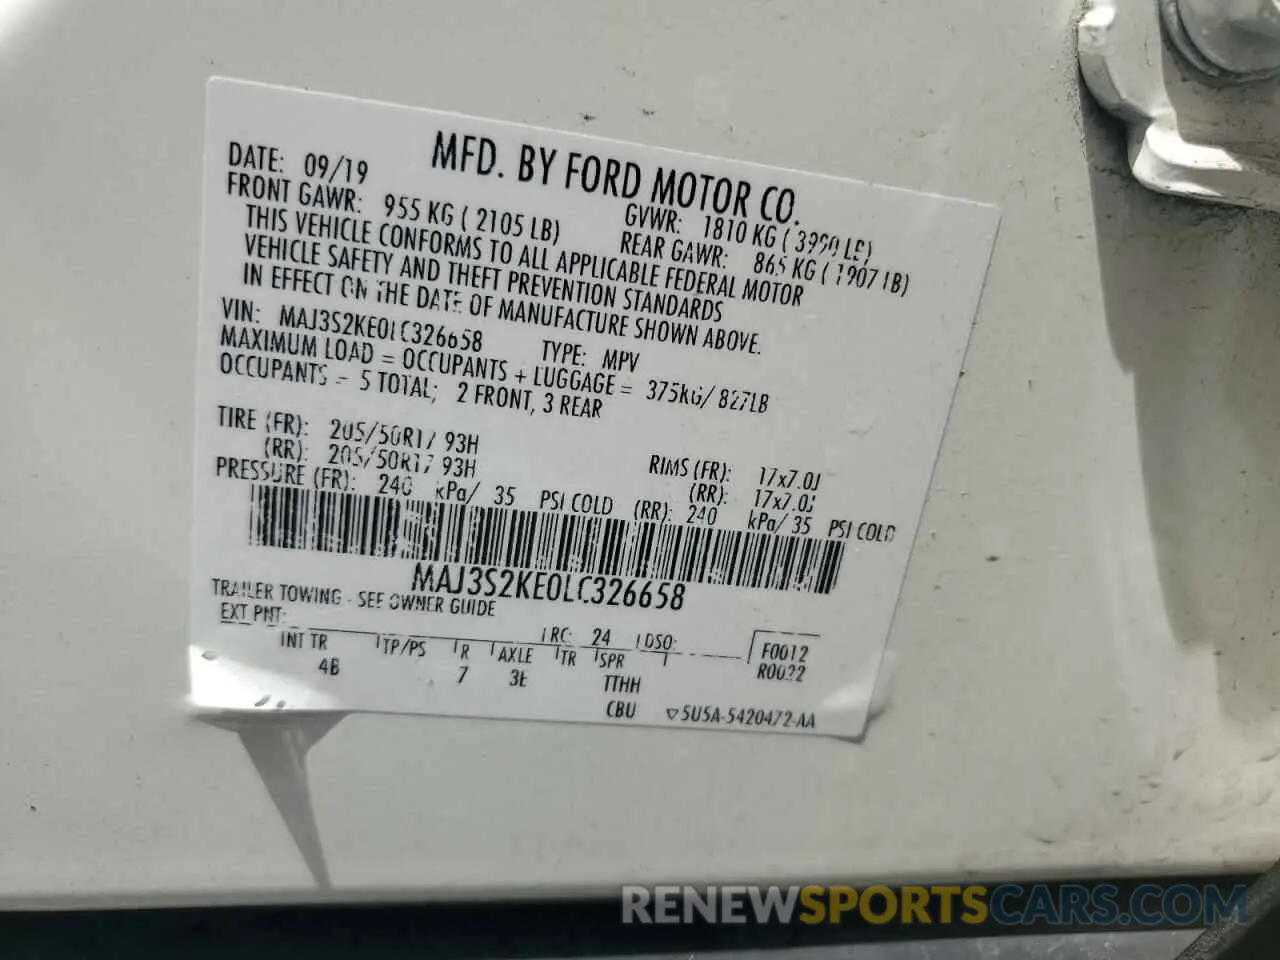 MFD. BY FORD MOTOR CO.
DATE: 09/19
GVWR: 1810 KG ( 3990 LB)
FRONT GAWR: 955 KG ( 2105 LB)
REAR GAWR: 865 KG ( 1907 LB)
THIS VEHICLE CONFORMS TO ALL APPLICABLE FEDERAL MOTOR
VEHICLE SAFETY AND THEFT PREVENTION STANDARDS
IN EFFECT ON THE DATE OF MANUFACTURE SHOWN ABOVE.
VIN: MAJ3S2KE0LC326658 TYPE: MPV
MAXIMUM LOAD = OCCUPANTS + LUGGAGE = 375kG/ 827LB
OCCUPANTS = 5 TOTAL; 2 FRONT, 3 REAR
TIRE (FR): 205/50R17 93H RIMS (FR): 17x7.0J
(RR): 205/50R17 93H (RR): 17x7.0J
PRESSURE (FR): 240 kPa/ 35 PSI COLD (RR): 240 kPa/ 35 PSI COLD
MAJ3S2KE0LC326658
TRAILER TOWING - SEE OWNER GUIDE
EXT PNT: RC: 24 DSO: F0012
INT TR TP/PS R AXLE TR SPR R0022
4B 7 TTHH
CBU ▽5U5A-5420472-AA
RENEWSPORTSCARS.COM